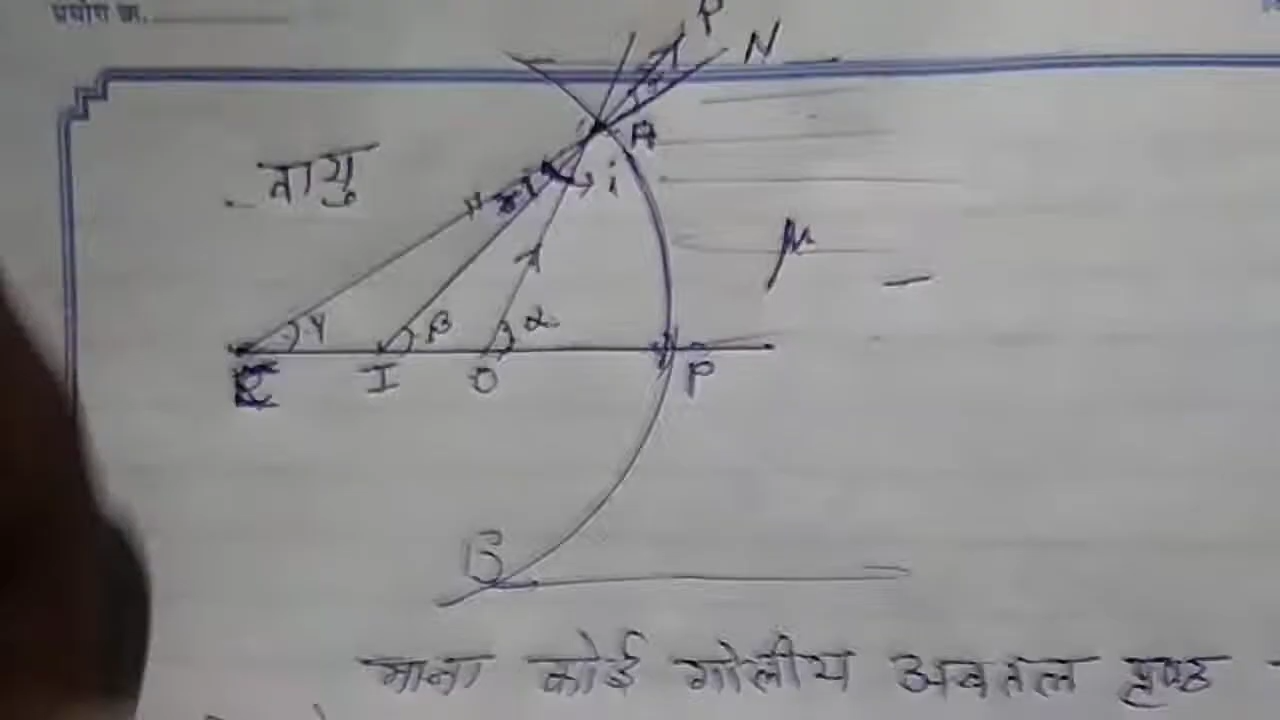 प्रयोग क्र.
P
N
A
वायु
i
μ
γ
β
α
I
O
P
B
माना कोई गोलीय अवतल पृष्ठ